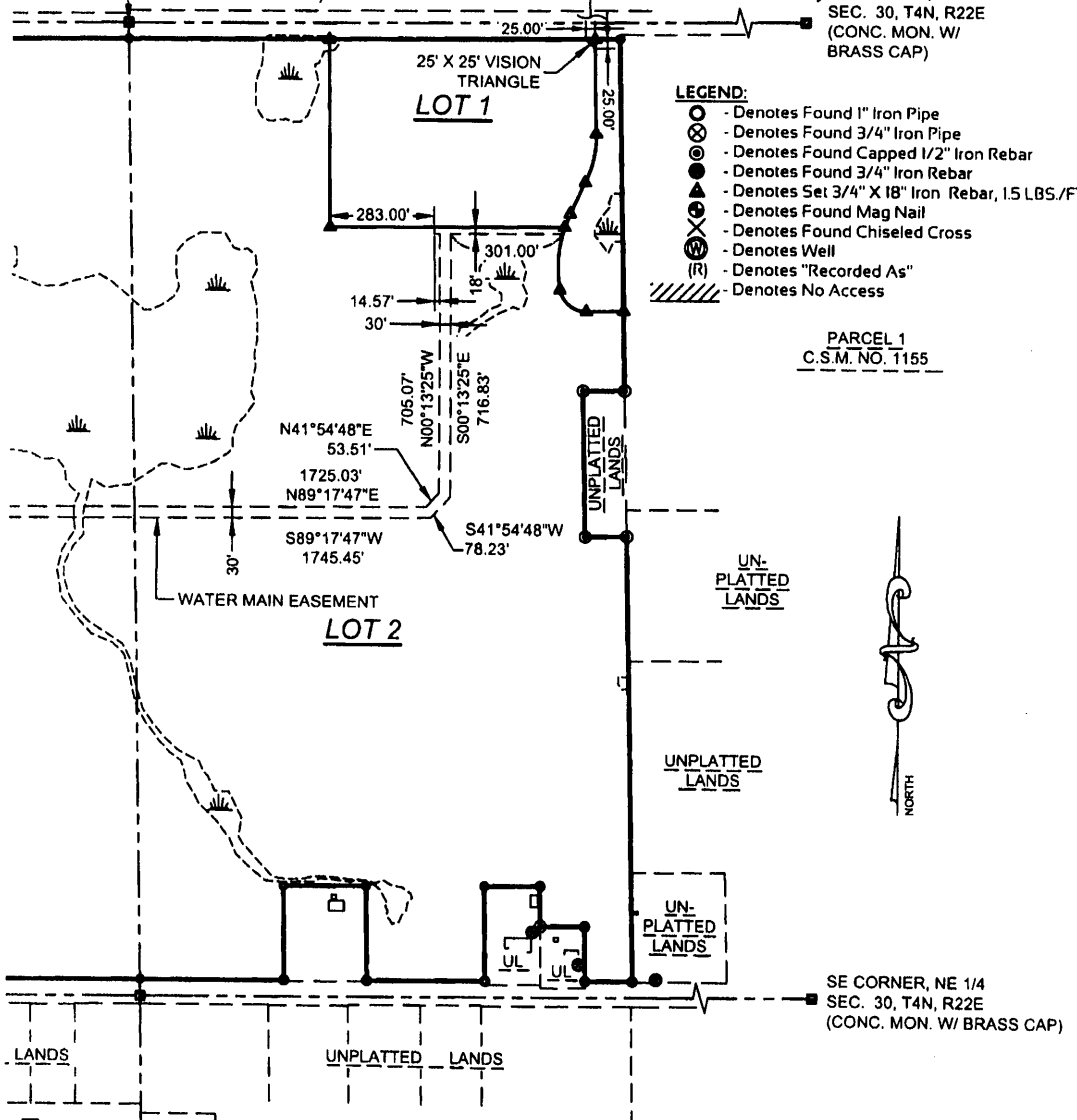 SEC. 30, T4N, R22E
(CONC. MON. W/
BRASS CAP)
25.00'
25' X 25' VISION
TRIANGLE
25.00'
LOT 1
LEGEND:
- Denotes Found 1" Iron Pipe
- Denotes Found 3/4" Iron Pipe
- Denotes Found Capped 1/2" Iron Rebar
- Denotes Found 3/4" Iron Rebar
- Denotes Set 3/4" X 18" Iron Rebar, 1.5 LBS./F
- Denotes Found Mag Nail
- Denotes Found Chiseled Cross
W - Denotes Well
(R) - Denotes "Recorded As"
- Denotes No Access
283.00'
301.00'
18'
14.57'
30'
PARCEL 1
C.S.M. NO. 1155
705.07'
N00°13'25"W
S00°13'25"E
716.83'
N41°54'48"E
53.51'
1725.03'
N89°17'47"E
S89°17'47"W
1745.45'
30'
S41°54'48"W
78.23'
UNPLATTED
LANDS
WATER MAIN EASEMENT
LOT 2
UN-
PLATTED
LANDS
UNPLATTED
LANDS
NORTH
UN-
PLATTED
LANDS
UL
UL
SE CORNER, NE 1/4
SEC. 30, T4N, R22E
(CONC. MON. W/ BRASS CAP)
LANDS
UNPLATTED LANDS